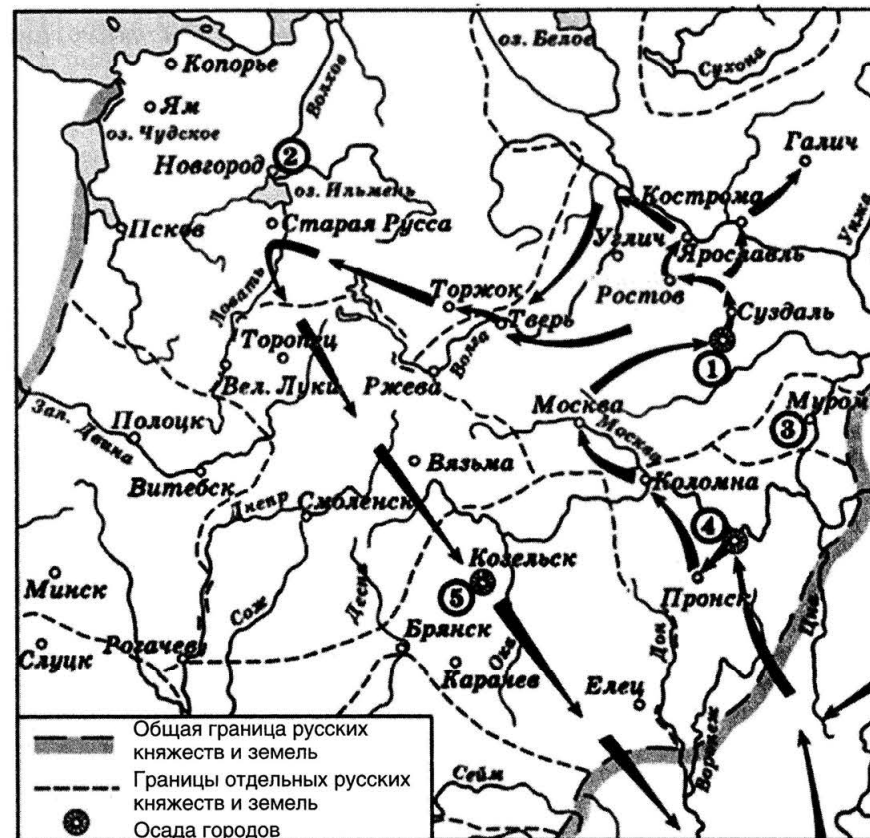 оз. Белое
Сухона
Копорье
Волхов
Ям
оз. Чудское
Галич
Новгород
2
оз. Ильмень
Кострома
Унжа
Псков
Старая Русса
Углич
Ярославль
Ловать
Торжок
Ростов
Тверь
Суздаль
Торопец
Волга
1
Вел. Луки
Ржева
Москва
Муром
Зап. Двина
Полоцк
Москва
3
Вязьма
Витебск
Коломна
Днепр
Смоленск
4
Козельск
Минск
Сож
Десна
5
Пронск
Цна
Рогачев
Брянск
Дон
Слуцк
Ока
Карачев
Елец
Воронеж
Сейм
Общая граница русских
княжеств и земель
Границы отдельных русских
княжеств и земель
Осада городов